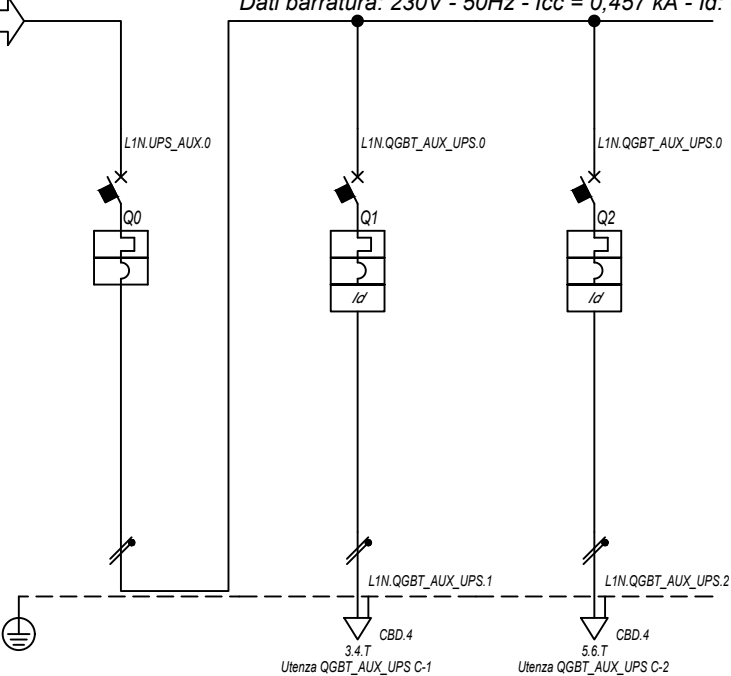 Dati barratura: 230V - 50Hz - Icc = 0,457 kA - Id:
L1N.UPS_AUX.0
L1N.QGBT_AUX_UPS.0
L1N.QGBT_AUX_UPS.0
Q0
Q1
Q2
Id
Id
L1N.QGBT_AUX_UPS.1
L1N.QGBT_AUX_UPS.2
CBD.4
CBD.4
3.4.T
5.6.T
Utenza QGBT_AUX_UPS C-1
Utenza QGBT_AUX_UPS C-2